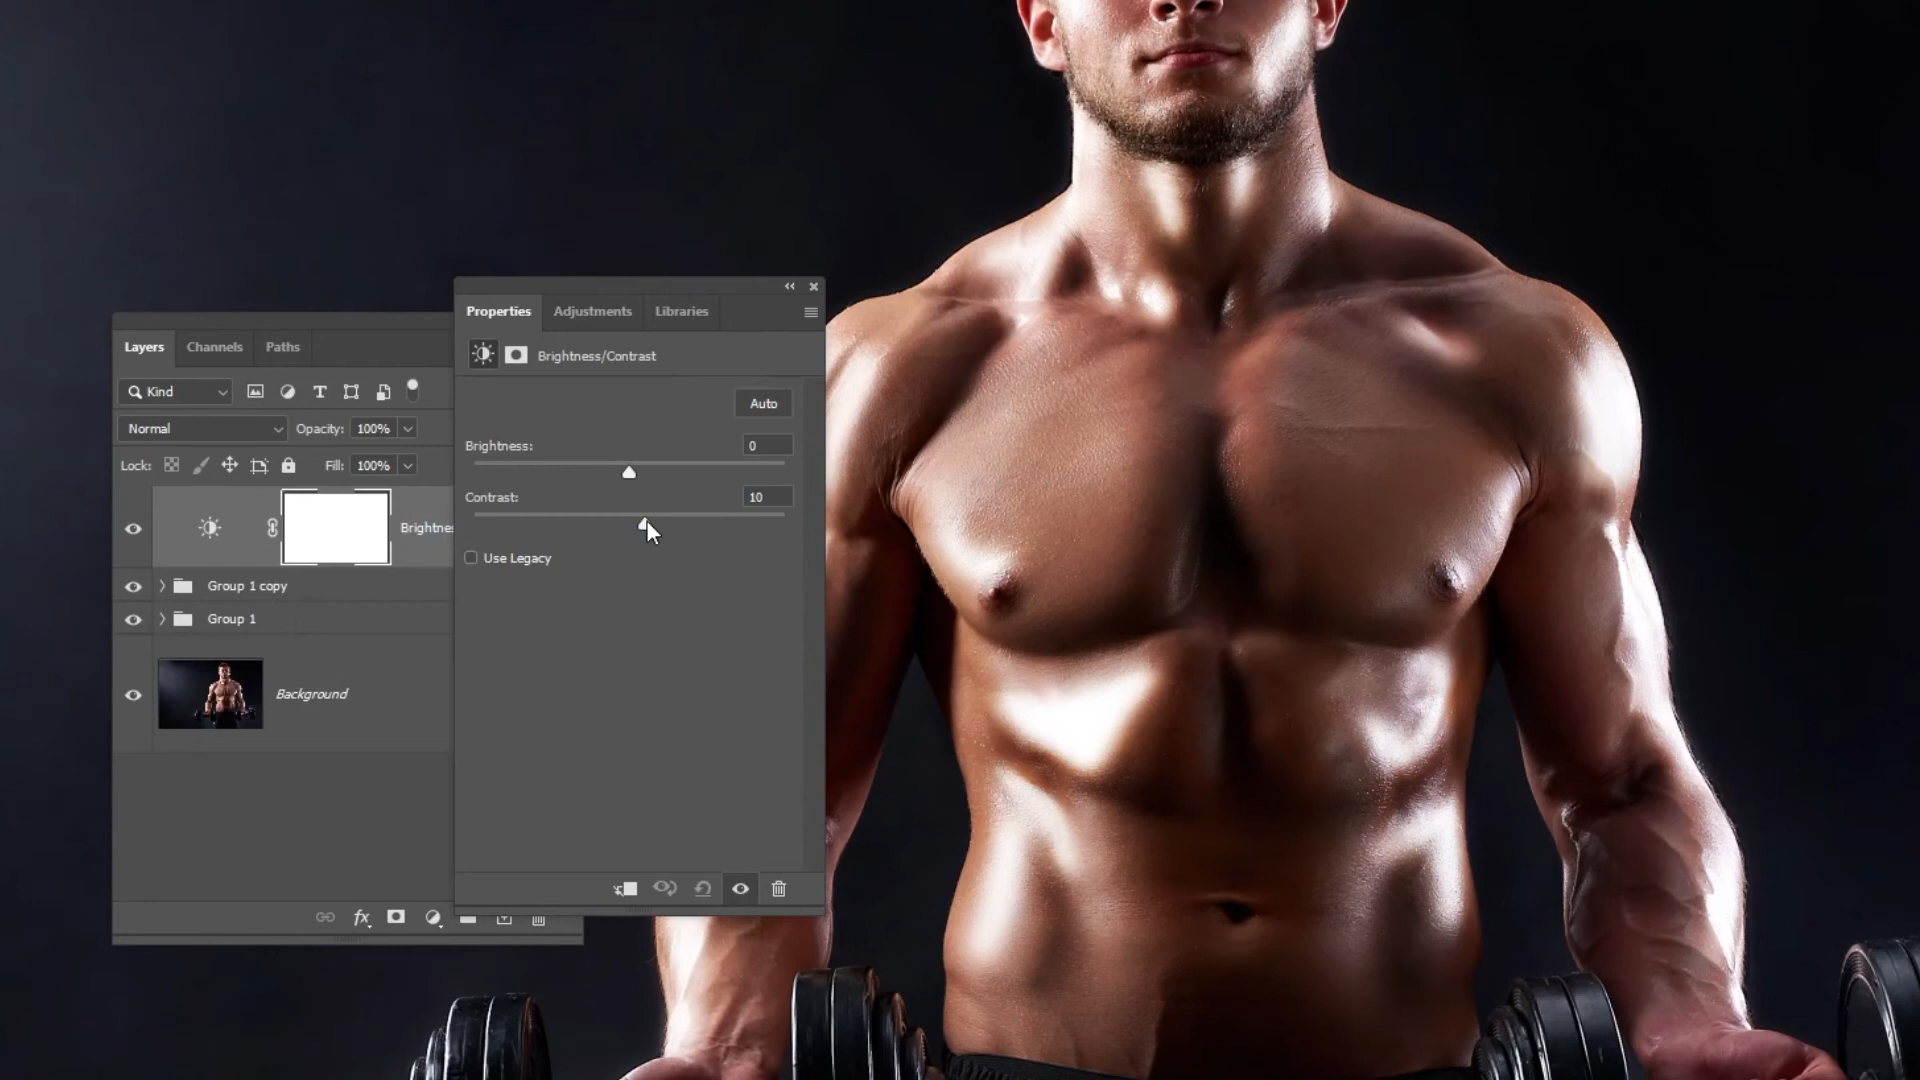 Properties Adjustments Libraries
Brightness/Contrast
Auto
Brightness: 0
Contrast: 10
Use Legacy
Layers Channels Paths
Kind
Normal Opacity: 100%
Lock: Fill: 100%
Brightnes
Group 1 copy
Group 1
Background
fx